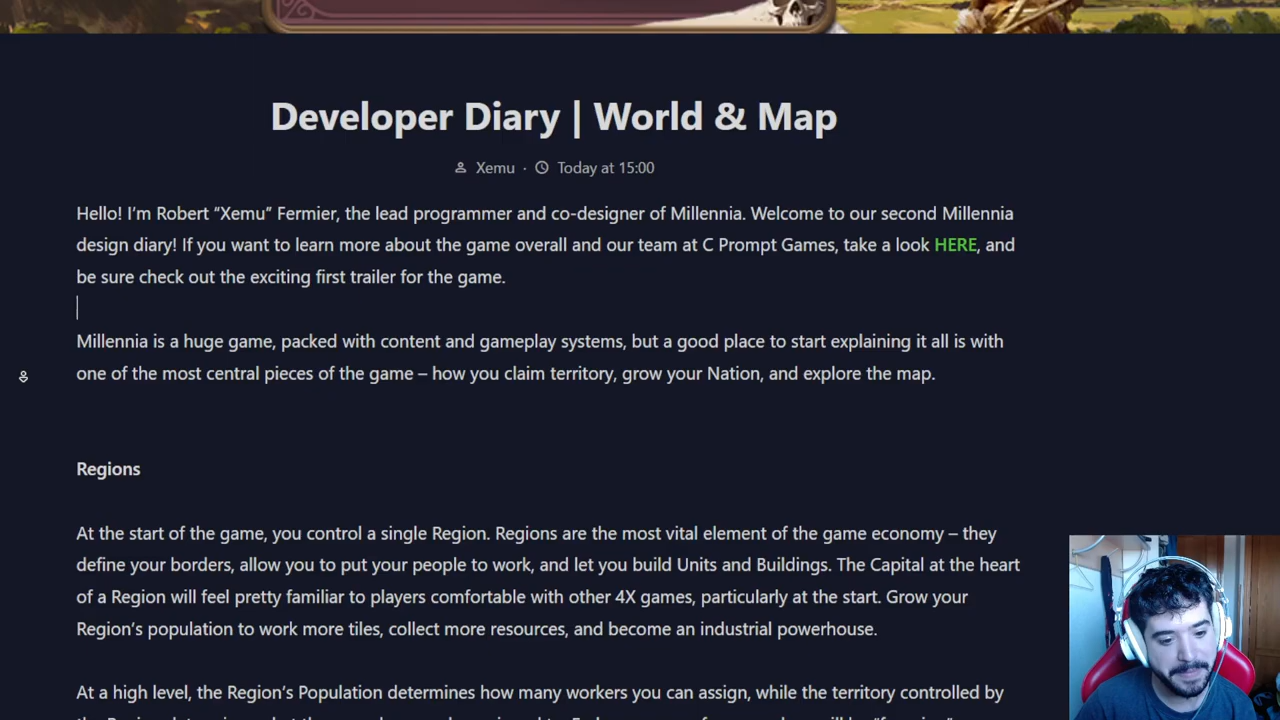 Developer Diary | World & Map
Xemu · Today at 15:00
Hello! I'm Robert “Xemu” Fermier, the lead programmer and co-designer of Millennia. Welcome to our second Millennia
design diary! If you want to learn more about the game overall and our team at C Prompt Games, take a look HERE, and
be sure check out the exciting first trailer for the game.
Millennia is a huge game, packed with content and gameplay systems, but a good place to start explaining it all is with
one of the most central pieces of the game – how you claim territory, grow your Nation, and explore the map.
Regions
At the start of the game, you control a single Region. Regions are the most vital element of the game economy – they
define your borders, allow you to put your people to work, and let you build Units and Buildings. The Capital at the heart
of a Region will feel pretty familiar to players comfortable with other 4X games, particularly at the start. Grow your
Region's population to work more tiles, collect more resources, and become an industrial powerhouse.
At a high level, the Region's Population determines how many workers you can assign, while the territory controlled by